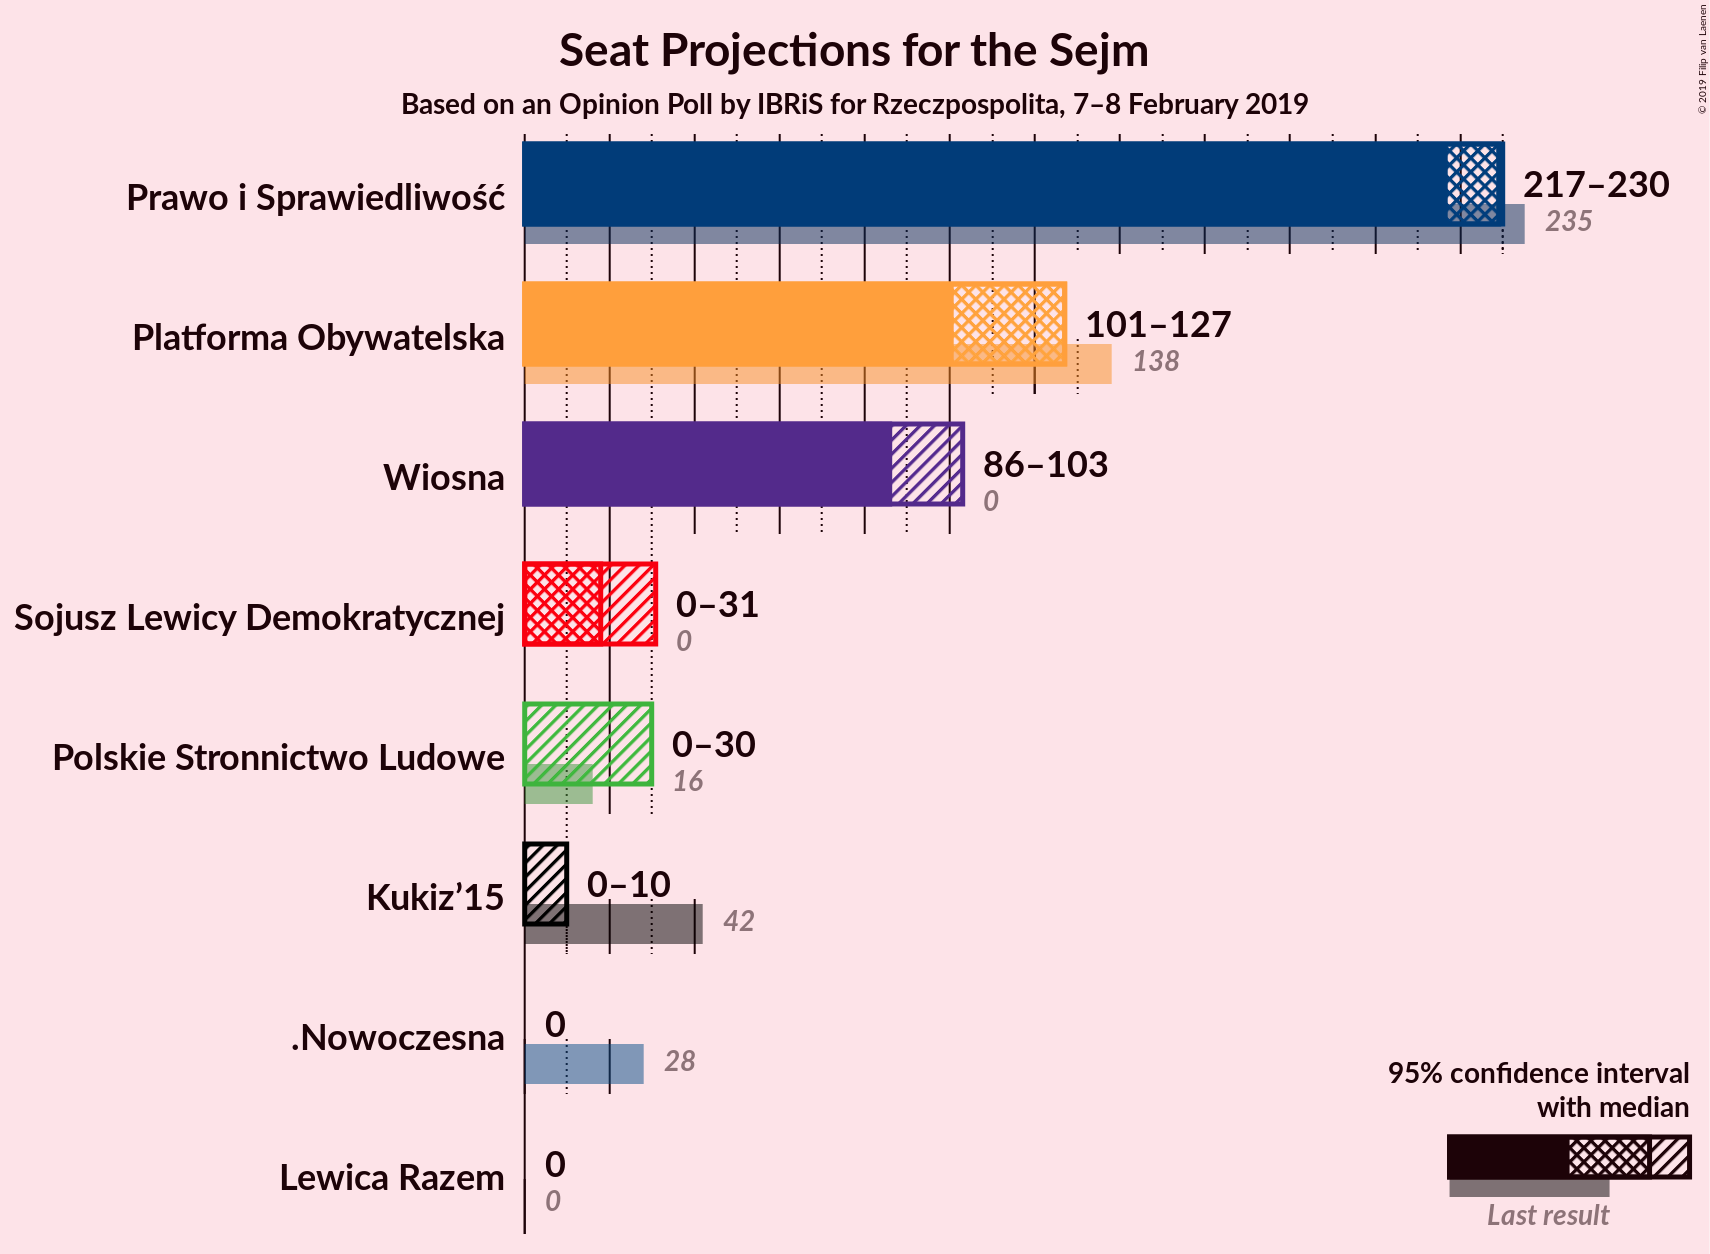 Seat Projections for the Sejm
Based on an Opinion Poll by IBRiS for Rzeczpospolita, 7–8 February 2019
© 2019 Filip van Laenen
Prawo i Sprawiedliwość
217–230
235
Platforma Obywatelska
101–127
138
Wiosna
86–103
0
Sojusz Lewicy Demokratycznej
0–31
0
Polskie Stronnictwo Ludowe
0–30
16
Kukiz’15
0–10
42
.Nowoczesna
0
28
Lewica Razem
0
0
95% confidence interval
with median
Last result